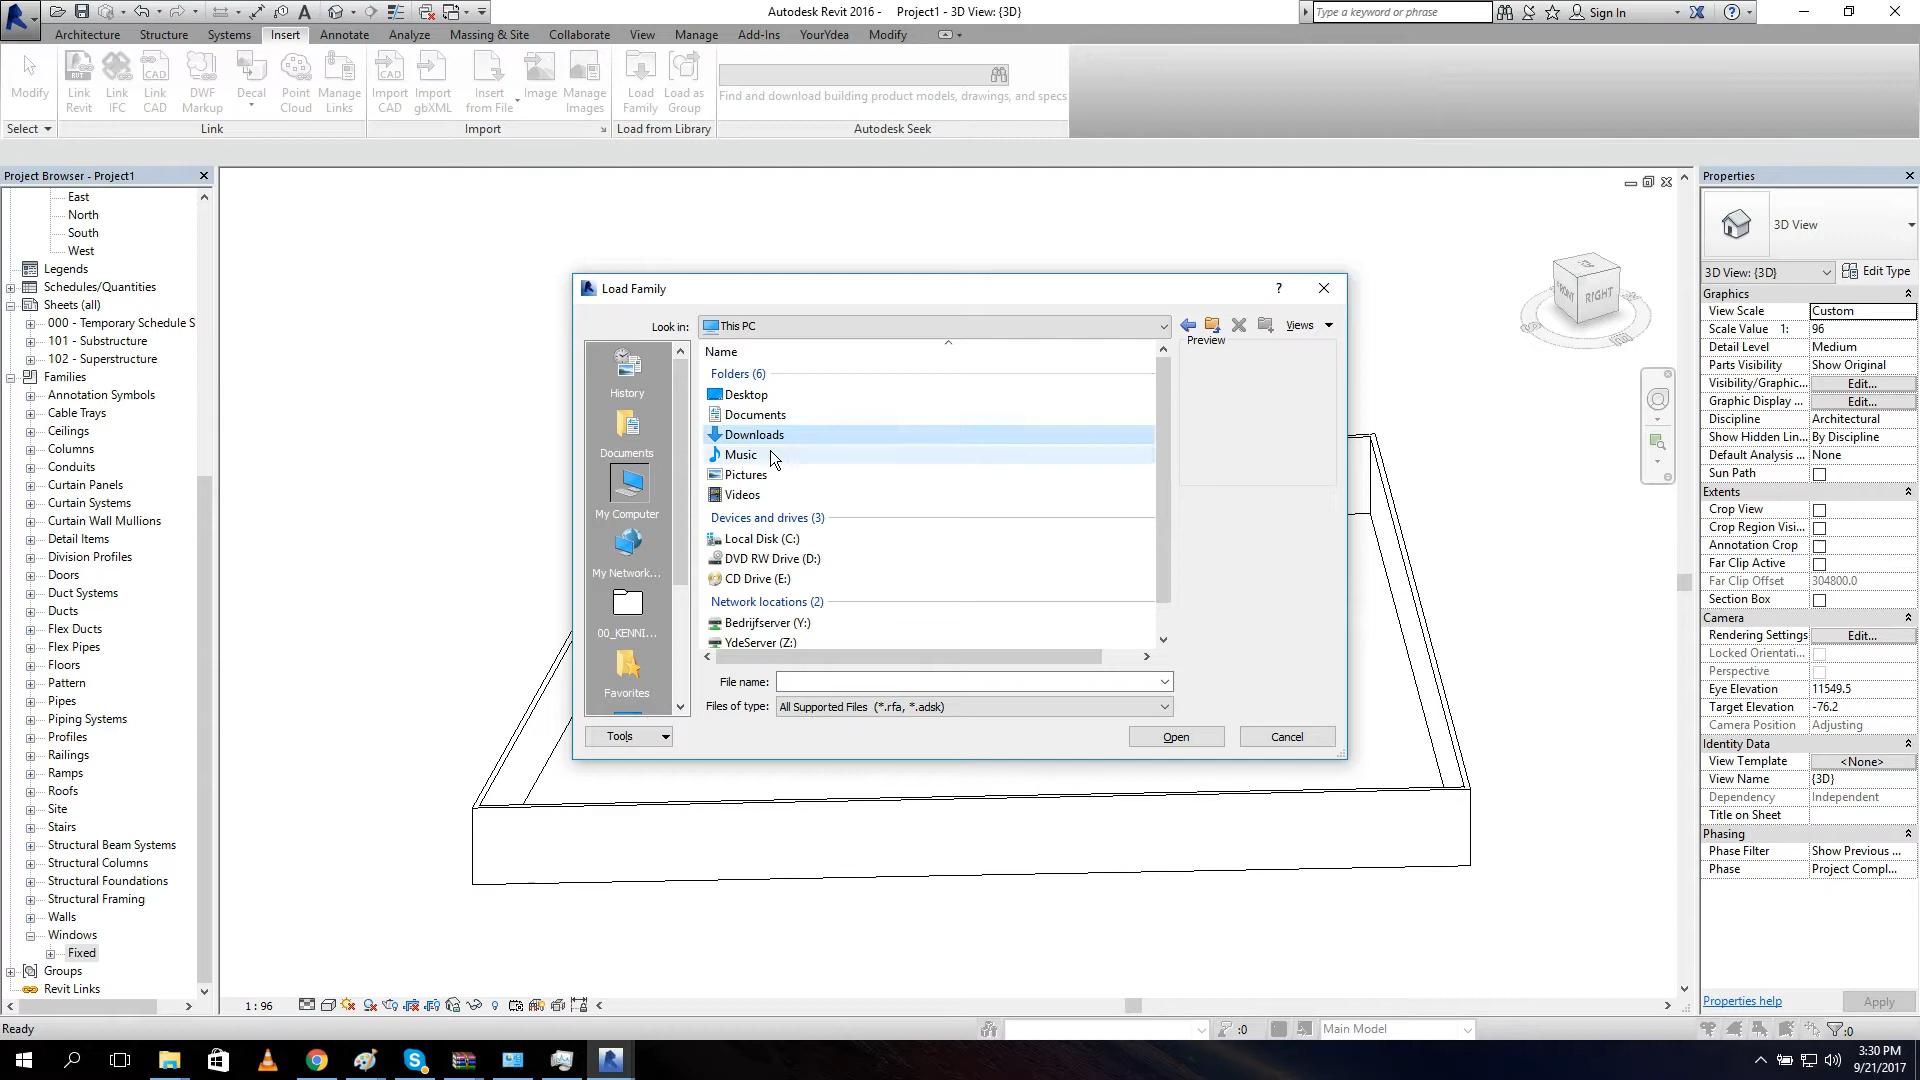 Autodesk Revit 2016 - Project1 - 3D View: {3D}
Type a keyword or phrase
Sign In
Architecture Structure Systems Insert Annotate Analyze Massing & Site Collaborate View Manage Add-Ins YourYdea Modify
Modify
Link Revit
Link IFC
Link CAD
DWF Markup
Decal
Point Cloud
Manage Links
Import CAD
Import gbXML
Insert from File
Image
Manage Images
Load Family
Load as Group
Find and download building product models, drawings, and specs
Select
Link
Import
Load from Library
Autodesk Seek
Project Browser - Project1
East
North
South
West
Legends
Schedules/Quantities
Sheets (all)
000 - Temporary Schedule S
101 - Substructure
102 - Superstructure
Families
Annotation Symbols
Cable Trays
Ceilings
Columns
Conduits
Curtain Panels
Curtain Systems
Curtain Wall Mullions
Detail Items
Division Profiles
Doors
Duct Systems
Ducts
Flex Ducts
Flex Pipes
Floors
Pattern
Pipes
Piping Systems
Profiles
Railings
Ramps
Roofs
Site
Stairs
Structural Beam Systems
Structural Columns
Structural Foundations
Structural Framing
Walls
Windows
Fixed
Groups
Revit Links
Load Family
Look in: This PC
Views
History
Documents
My Computer
My Network...
00_KENNI...
Favorites
Name
Folders (6)
Desktop
Documents
Downloads
Music
Pictures
Videos
Devices and drives (3)
Local Disk (C:)
DVD RW Drive (D:)
CD Drive (E:)
Network locations (2)
Bedrijfserver (Y:)
YdeServer (Z:)
Preview
File name:
Files of type: All Supported Files (*.rfa, *.adsk)
Tools
Open
Cancel
FRONT RIGHT
Properties
3D View
3D View: {3D} Edit Type
Graphics
View Scale Custom
Scale Value 1: 96
Detail Level Medium
Parts Visibility Show Original
Visibility/Graphic... Edit...
Graphic Display ... Edit...
Discipline Architectural
Show Hidden Lin... By Discipline
Default Analysis ... None
Sun Path
Extents
Crop View
Crop Region Visi...
Annotation Crop
Far Clip Active
Far Clip Offset 304800.0
Section Box
Camera
Rendering Settings Edit...
Locked Orientati...
Perspective
Eye Elevation 11549.5
Target Elevation -76.2
Camera Position Adjusting
Identity Data
View Template <None>
View Name {3D}
Dependency Independent
Title on Sheet
Phasing
Phase Filter Show Previous ...
Phase Project Compl...
Properties help
Apply
1 : 96
Ready
:0
Main Model
:0
3:30 PM
9/21/2017